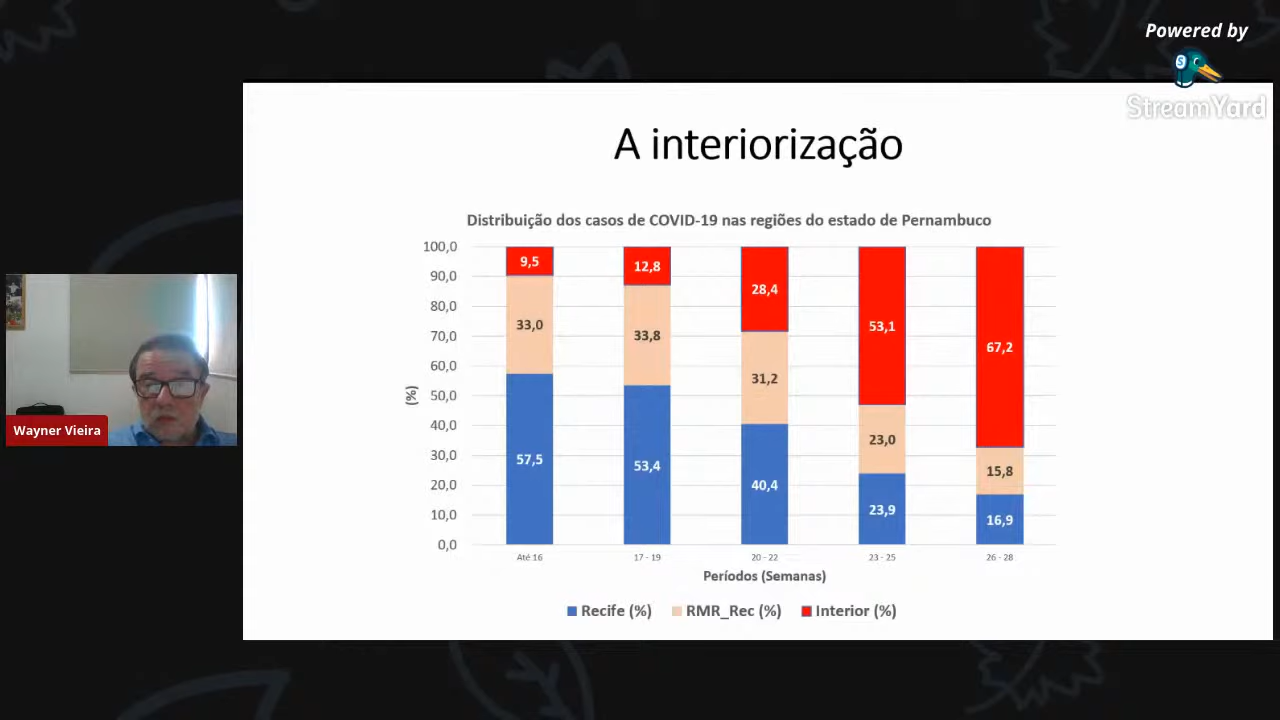 Powered by
StreamYard
A interiorização
Distribuição dos casos de COVID-19 nas regiões do estado de Pernambuco
100,0
90,0
80,0
70,0
60,0
50,0
40,0
30,0
20,0
10,0
0,0
(%)
9,5
12,8
28,4
53,1
67,2
33,0
33,8
31,2
23,0
15,8
57,5
53,4
40,4
23,9
16,9
Até 16
17 - 19
20 - 22
23 - 25
26 - 28
Períodos (Semanas)
Recife (%)
RMR_Rec (%)
Interior (%)
Wayner Vieira